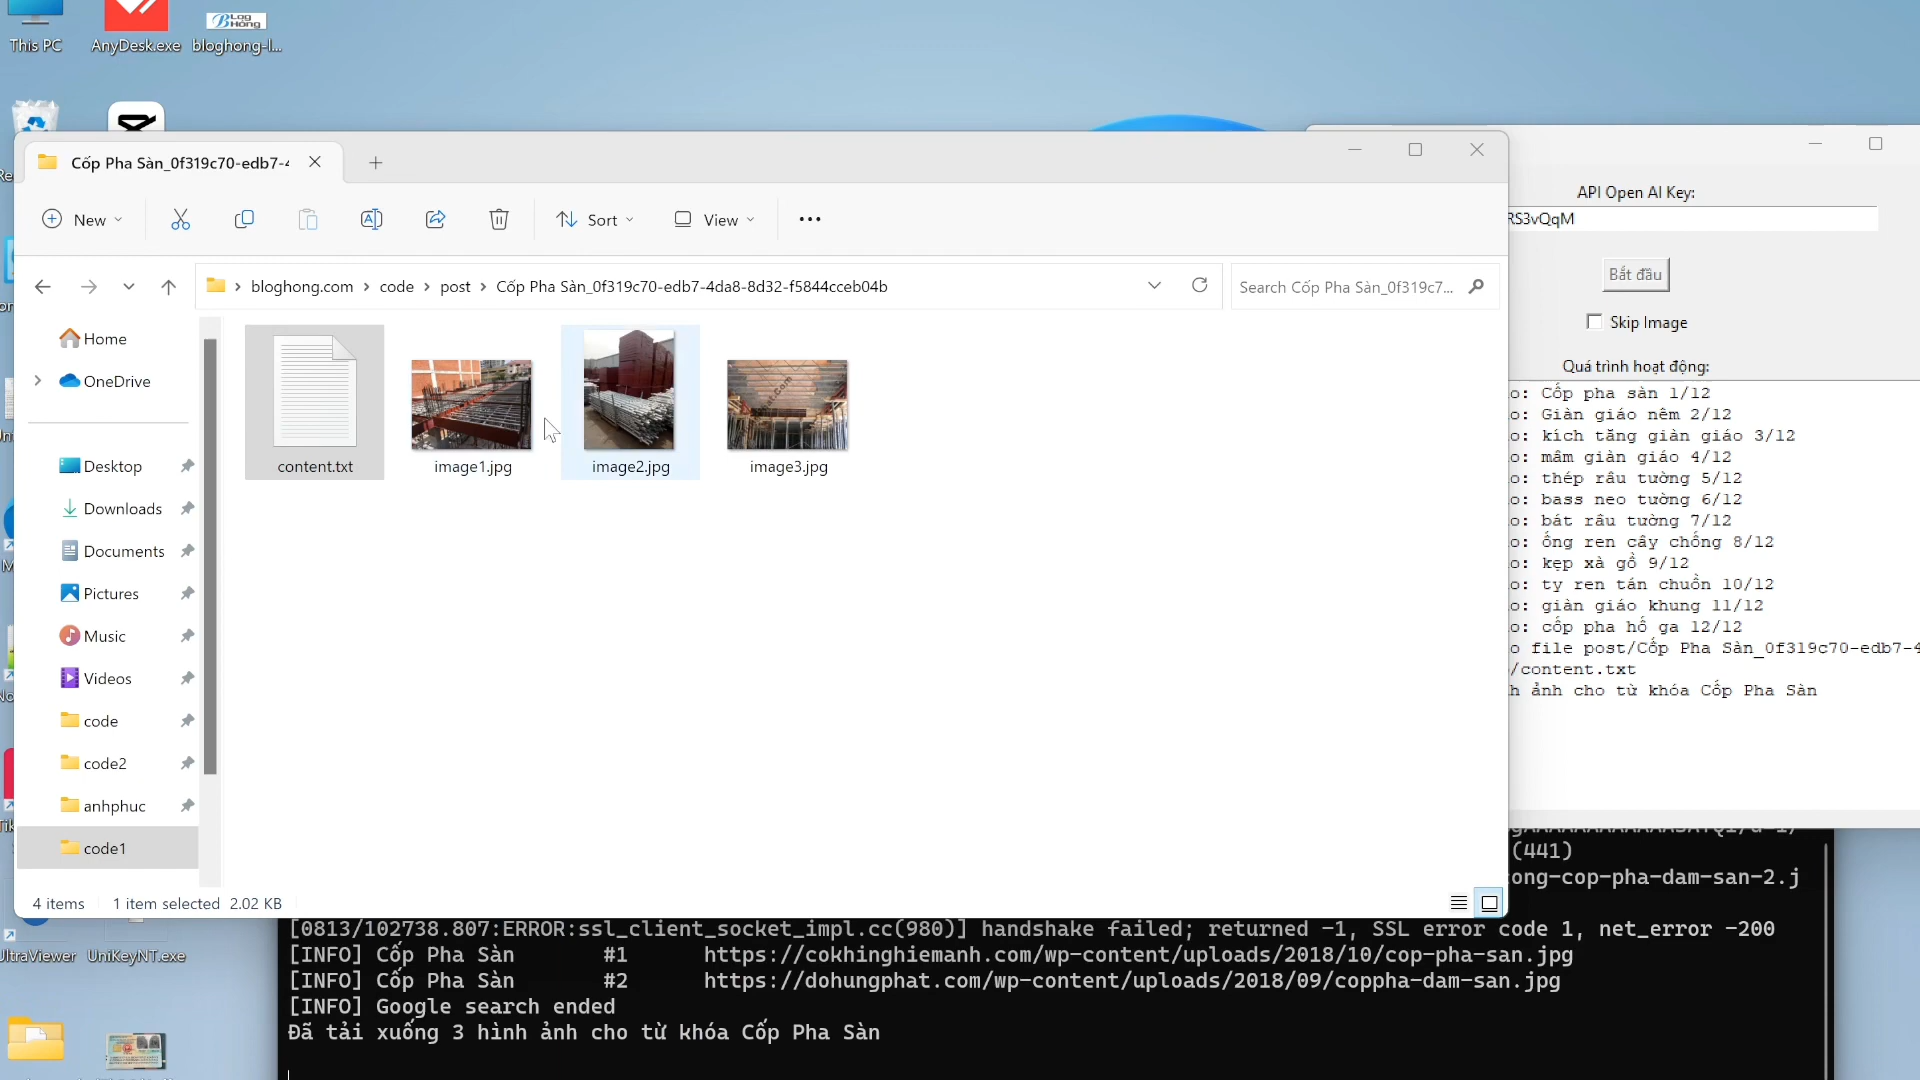 This PC
AnyDesk.exe
bloghong-l...
Blog
Hồng
Cốp Pha Sàn_0f319c70-edb7-4
New
Sort
View
bloghong.com
code
post
Cốp Pha Sàn_0f319c70-edb7-4da8-8d32-f5844cceb04b
Search Cốp Pha Sàn_0f319c7...
Home
OneDrive
Desktop
Downloads
Documents
Pictures
Music
Videos
code
code2
anhphuc
code1
content.txt
image1.jpg
image2.jpg
image3.jpg
4 items
1 item selected 2.02 KB
API Open AI Key:
RS3vQqM
Bắt đầu
Skip Image
Quá trình hoạt động:
o: Cốp pha sàn 1/12
o: Giàn giáo nêm 2/12
o: kích tăng giàn giáo 3/12
o: mâm giàn giáo 4/12
o: thép râu tường 5/12
o: bass neo tường 6/12
o: bát râu tường 7/12
o: ống ren cây chống 8/12
o: kẹp xà gồ 9/12
o: ty ren tán chuồn 10/12
o: giàn giáo khung 11/12
o: cốp pha hố ga 12/12
o file post/Cốp Pha Sàn_0f319c70-edb7-4
/content.txt
h ảnh cho từ khóa Cốp Pha Sàn
(441)
ong-cop-pha-dam-san-2.j
[0813/102738.807:ERROR:ssl_client_socket_impl.cc(980)] handshake failed; returned -1, SSL error code 1, net_error -200
[INFO] Cốp Pha Sàn #1 https://cokhinghiemanh.com/wp-content/uploads/2018/10/cop-pha-san.jpg
[INFO] Cốp Pha Sàn #2 https://dohungphat.com/wp-content/uploads/2018/09/coppha-dam-san.jpg
[INFO] Google search ended
Đã tải xuống 3 hình ảnh cho từ khóa Cốp Pha Sàn
UltraViewer
UniKeyNT.exe